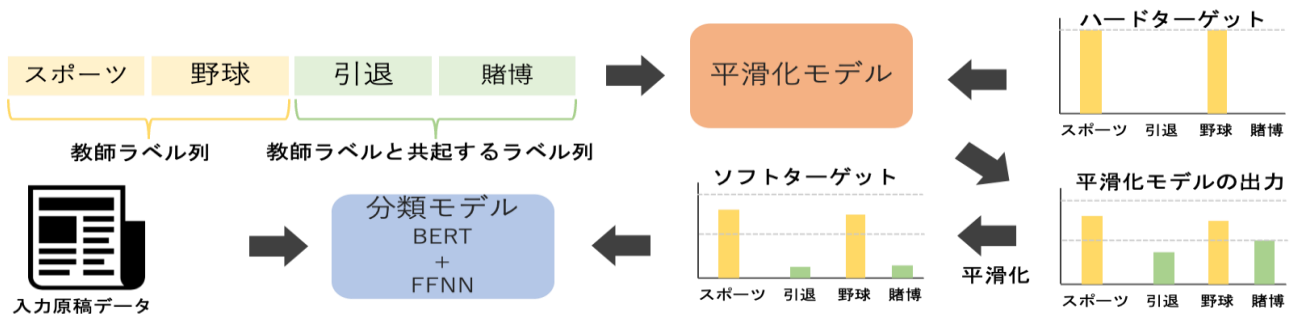 スポーツ 野球 引退 賭博
教師ラベル列
教師ラベルと共起するラベル列
平滑化モデル
ハードターゲット
スポーツ 引退 野球 賭博
入力原稿データ
分類モデル
BERT
+
FFNN
ソフトターゲット
スポーツ 引退 野球 賭博
平滑化
平滑化モデルの出力
スポーツ 引退 野球 賭博